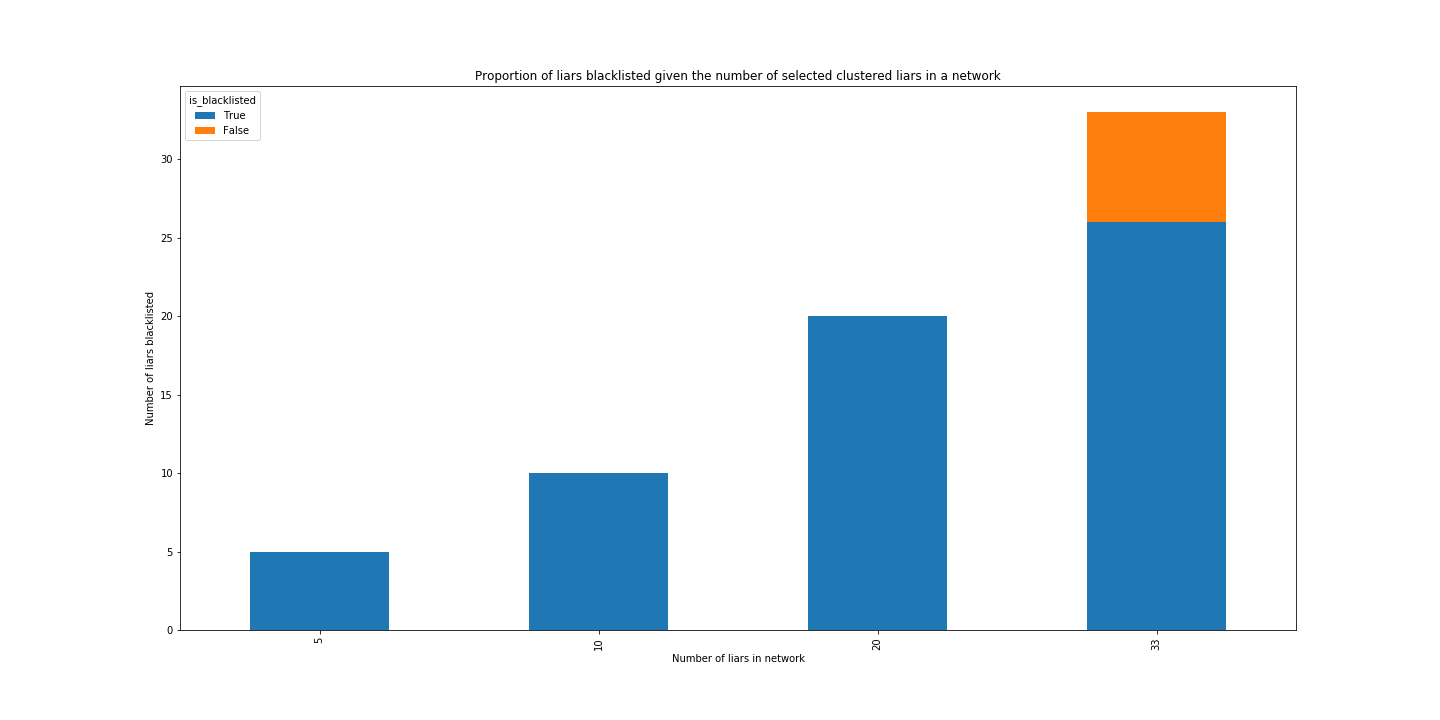 Proportion of liars blacklisted given the number of selected clustered liars in a network
is_blacklisted
True
False
30
25
20
15
10
5
0
Number of liars blacklisted
5
10
20
33
Number of liars in network